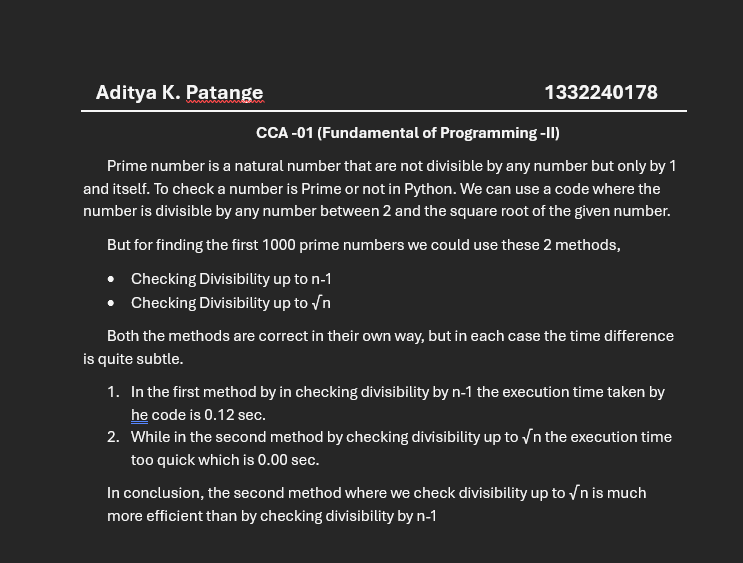 Aditya K. Patange 1332240178
CCA -01 (Fundamental of Programming -II)
Prime number is a natural number that are not divisible by any number but only by 1
and itself. To check a number is Prime or not in Python. We can use a code where the
number is divisible by any number between 2 and the square root of the given number.
But for finding the first 1000 prime numbers we could use these 2 methods,
• Checking Divisibility up to n-1
• Checking Divisibility up to √n
Both the methods are correct in their own way, but in each case the time difference
is quite subtle.
1. In the first method by in checking divisibility by n-1 the execution time taken by
he code is 0.12 sec.
2. While in the second method by checking divisibility up to √n the execution time
too quick which is 0.00 sec.
In conclusion, the second method where we check divisibility up to √n is much
more efficient than by checking divisibility by n-1